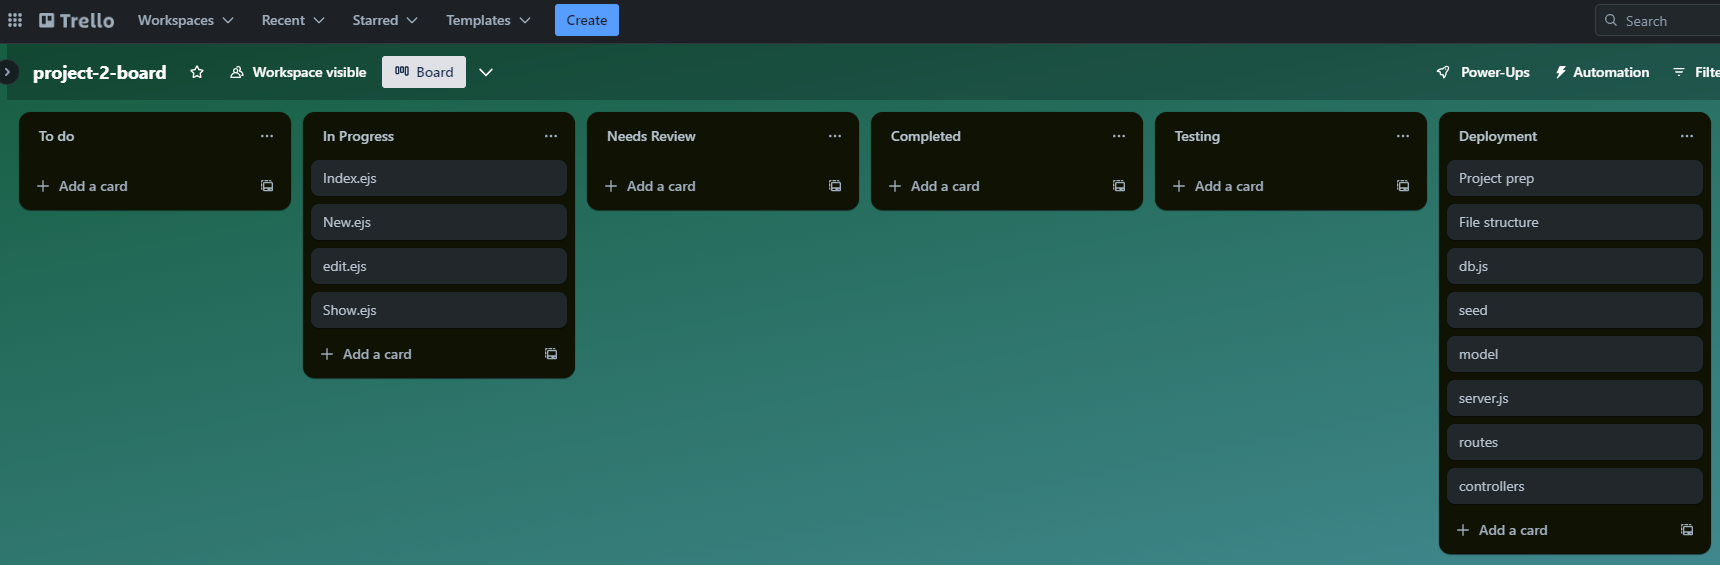 Trello Workspaces Recent Starred Templates Create Search
project-2-board Workspace visible Board Power-Ups Automation Filte
To do
Add a card
In Progress
Index.ejs
New.ejs
edit.ejs
Show.ejs
Add a card
Needs Review
Add a card
Completed
Add a card
Testing
Add a card
Deployment
Project prep
File structure
db.js
seed
model
server.js
routes
controllers
Add a card